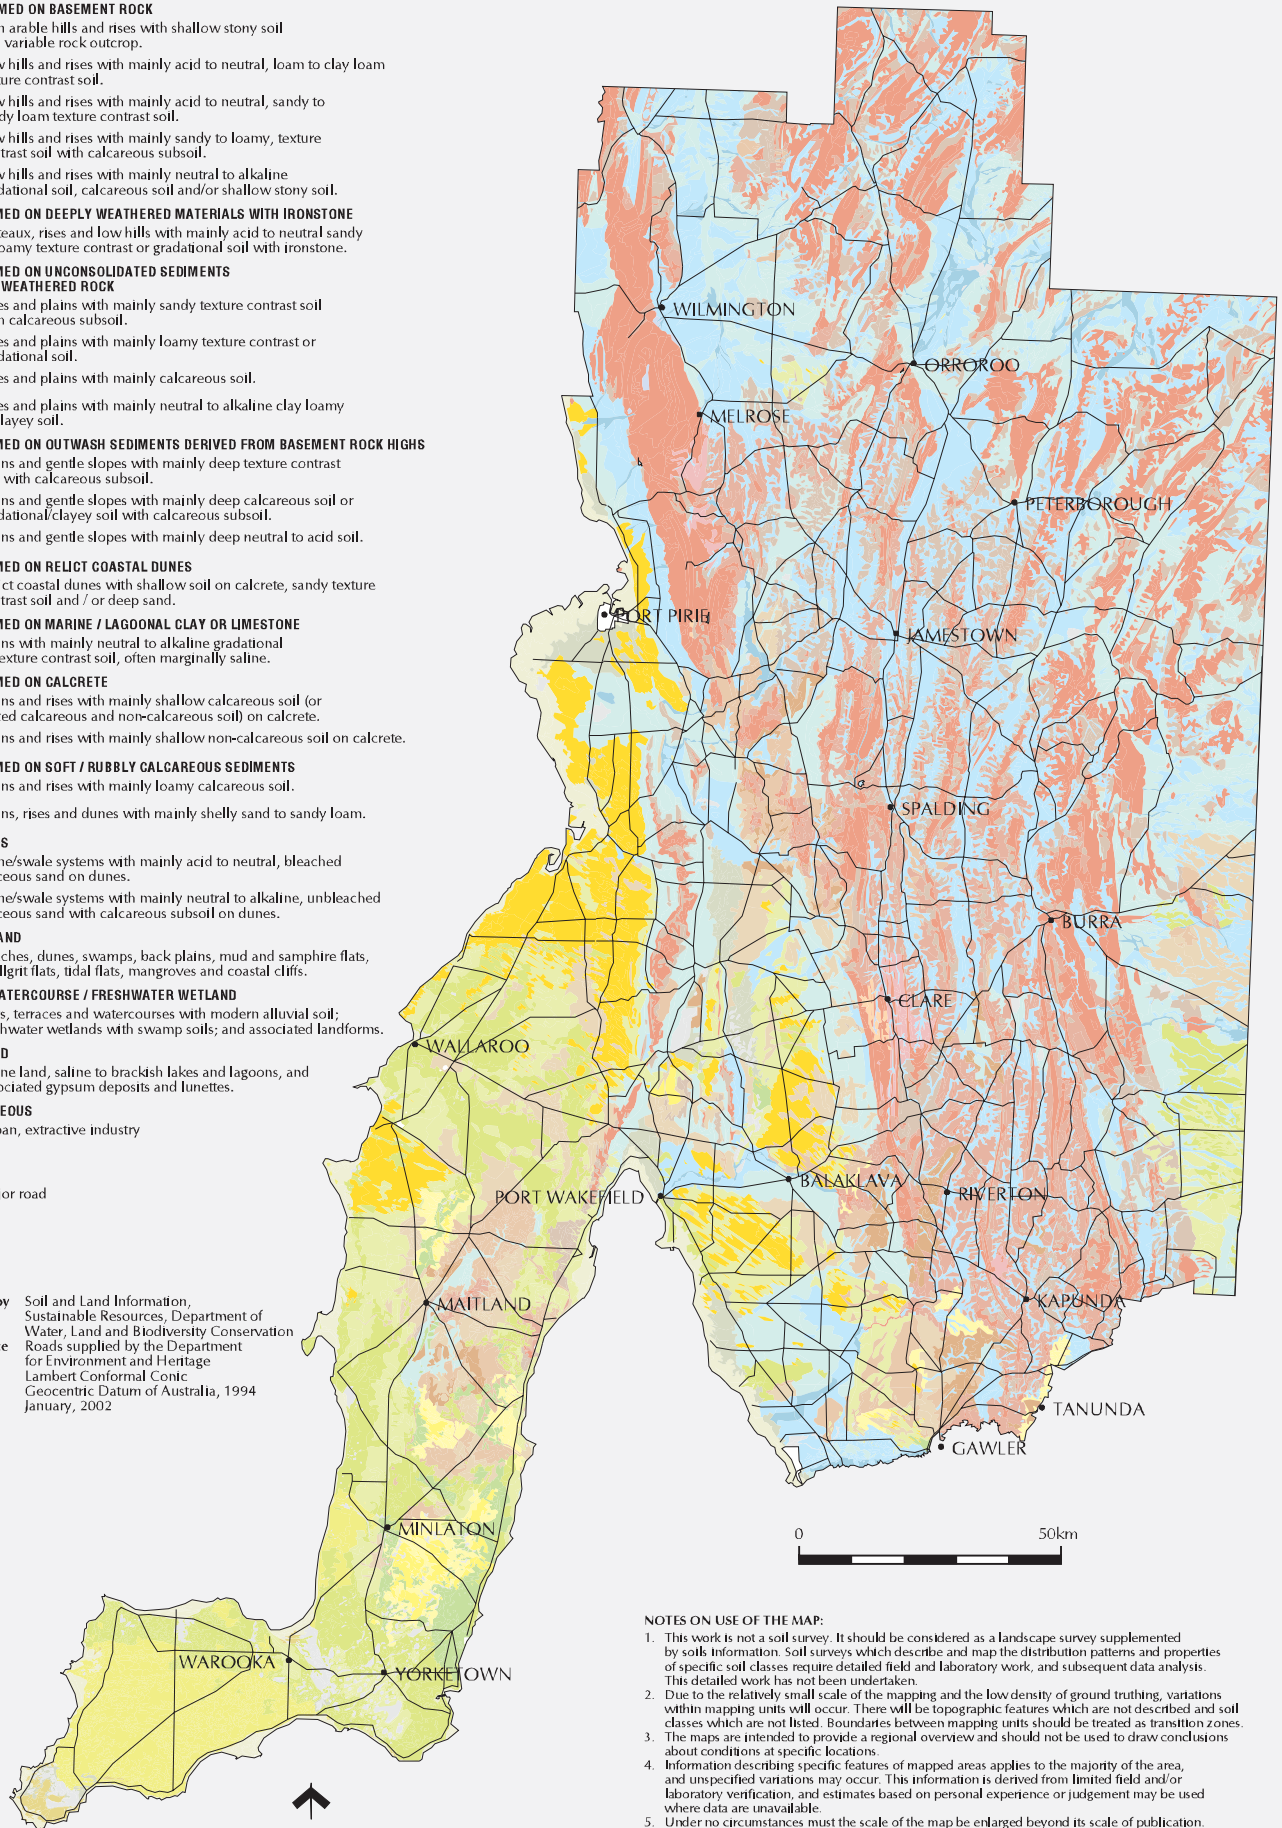 MED ON BASEMENT ROCK
n arable hills and rises with shallow stony soil
variable rock outcrop.
w hills and rises with mainly acid to neutral, loam to clay loam
ture contrast soil.
w hills and rises with mainly acid to neutral, sandy to
dy loam texture contrast soil.
w hills and rises with mainly sandy to loamy, texture
trast soil with calcareous subsoil.
w hills and rises with mainly neutral to alkaline
dational soil, calcareous soil and/or shallow stony soil.
MED ON DEEPLY WEATHERED MATERIALS WITH IRONSTONE
teaux, rises and low hills with mainly acid to neutral sandy
loamy texture contrast or gradational soil with ironstone.
MED ON UNCONSOLIDATED SEDIMENTS
WEATHERED ROCK
es and plains with mainly sandy texture contrast soil
h calcareous subsoil.
es and plains with mainly loamy texture contrast or
dational soil.
es and plains with mainly calcareous soil.
es and plains with mainly neutral to alkaline clay loamy
layey soil.
MED ON OUTWASH SEDIMENTS DERIVED FROM BASEMENT ROCK HIGHS
ns and gentle slopes with mainly deep texture contrast
with calcareous subsoil.
ns and gentle slopes with mainly deep calcareous soil or
dational/clayey soil with calcareous subsoil.
ns and gentle slopes with mainly deep neutral to acid soil.
MED ON RELICT COASTAL DUNES
ict coastal dunes with shallow soil on calcrete, sandy texture
trast soil and / or deep sand.
MED ON MARINE / LAGOONAL CLAY OR LIMESTONE
ns with mainly neutral to alkaline gradational
texture contrast soil, often marginally saline.
MED ON CALCRETE
ns and rises with mainly shallow calcareous soil (or
ed calcareous and non-calcareous soil) on calcrete.
ns and rises with mainly shallow non-calcareous soil on calcrete.
MED ON SOFT / RUBBLY CALCAREOUS SEDIMENTS
ns and rises with mainly loamy calcareous soil.
ns, rises and dunes with mainly shelly sand to sandy loam.
S
ne/swale systems with mainly acid to neutral, bleached
ceous sand on dunes.
ne/swale systems with mainly neutral to alkaline, unbleached
ceous sand with calcareous subsoil on dunes.
AND
ches, dunes, swamps, back plains, mud and samphire flats,
llgrit flats, tidal flats, mangroves and coastal cliffs.
WATERCOURSE / FRESHWATER WETLAND
s, terraces and watercourses with modern alluvial soil;
hwater wetlands with swamp soils; and associated landforms.
D
ine land, saline to brackish lakes and lagoons, and
ociated gypsum deposits and lunettes.
EOUS
ban, extractive industry
or road
by Soil and Land Information,
Sustainable Resources, Department of
Water, Land and Biodiversity Conservation
te Roads supplied by the Department
for Environment and Heritage
Lambert Conformal Conic
Geocentric Datum of Australia, 1994
January, 2002
WILMINGTON
ORROROO
MELROSE
PETERBOROUGH
PORT PIRIE
JAMESTOWN
SPALDING
BURRA
CLARE
WALLAROO
BALAKLAVA
PORT WAKEFIELD
RIVERTON
MAITLAND
KAPUNDA
TANUNDA
GAWLER
MINLATON
WAROOKA
YORKETOWN
0 50km
NOTES ON USE OF THE MAP:
1. This work is not a soil survey. It should be considered as a landscape survey supplemented
by soils information. Soil surveys which describe and map the distribution patterns and properties
of specific soil classes require detailed field and laboratory work, and subsequent data analysis.
This detailed work has not been undertaken.
2. Due to the relatively small scale of the mapping and the low density of ground truthing, variations
within mapping units will occur. There will be topographic features which are not described and soil
classes which are not listed. Boundaries between mapping units should be treated as transition zones.
3. The maps are intended to provide a regional overview and should not be used to draw conclusions
about conditions at specific locations.
4. Information describing specific features of mapped areas applies to the majority of the area,
and unspecified variations may occur. This information is derived from limited field and/or
laboratory verification, and estimates based on personal experience or judgement may be used
where data are unavailable.
5. Under no circumstances must the scale of the map be enlarged beyond its scale of publication.